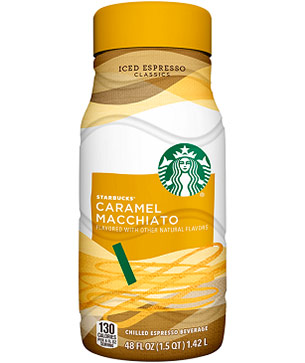 ICED ESPRESSO
CLASSICS
STARBUCKS®
CARAMEL
MACCHIATO
FLAVORED WITH OTHER NATURAL FLAVORS
130
CALORIES
CHILLED ESPRESSO BEVERAGE
48 FL OZ (1.5 QT) 1.42 L